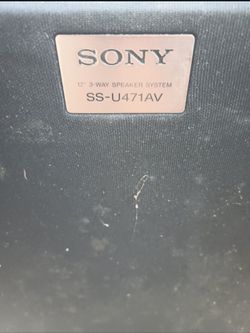 SONY
12" 3-WAY SPEAKER SYSTEM
SS-U471AV